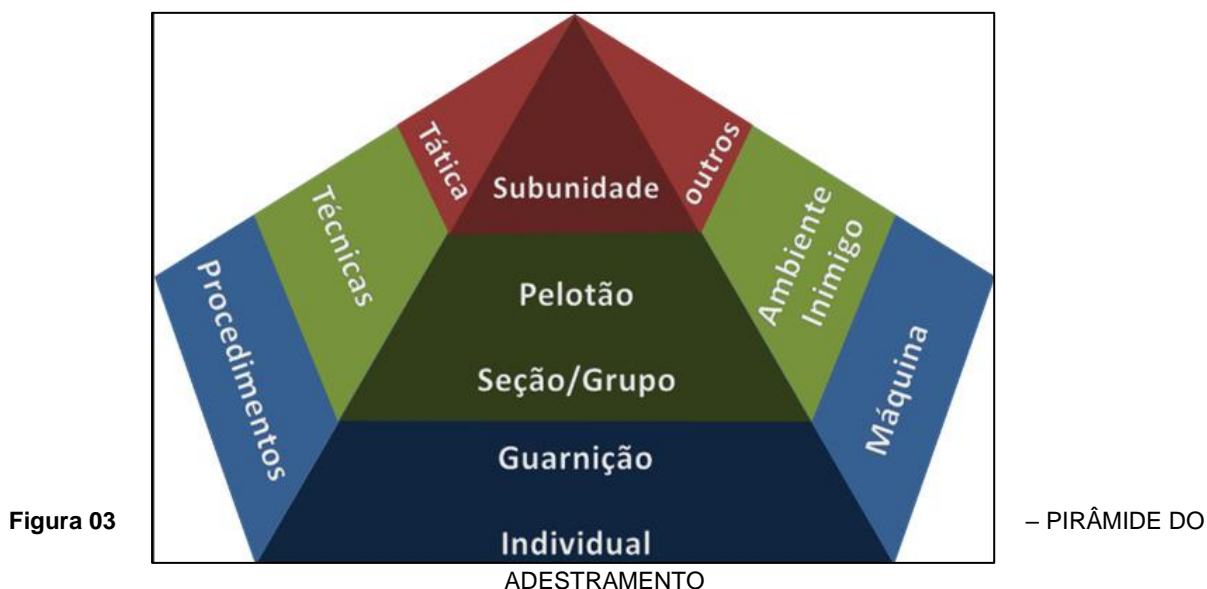 Tática
Subunidade
outros
Técnicas
Pelotão
Ambiente
Inimigo
Procedimentos
Seção/Grupo
Máquina
Guarnição
Individual
Figura 03 – PIRÂMIDE DO
ADESTRAMENTO